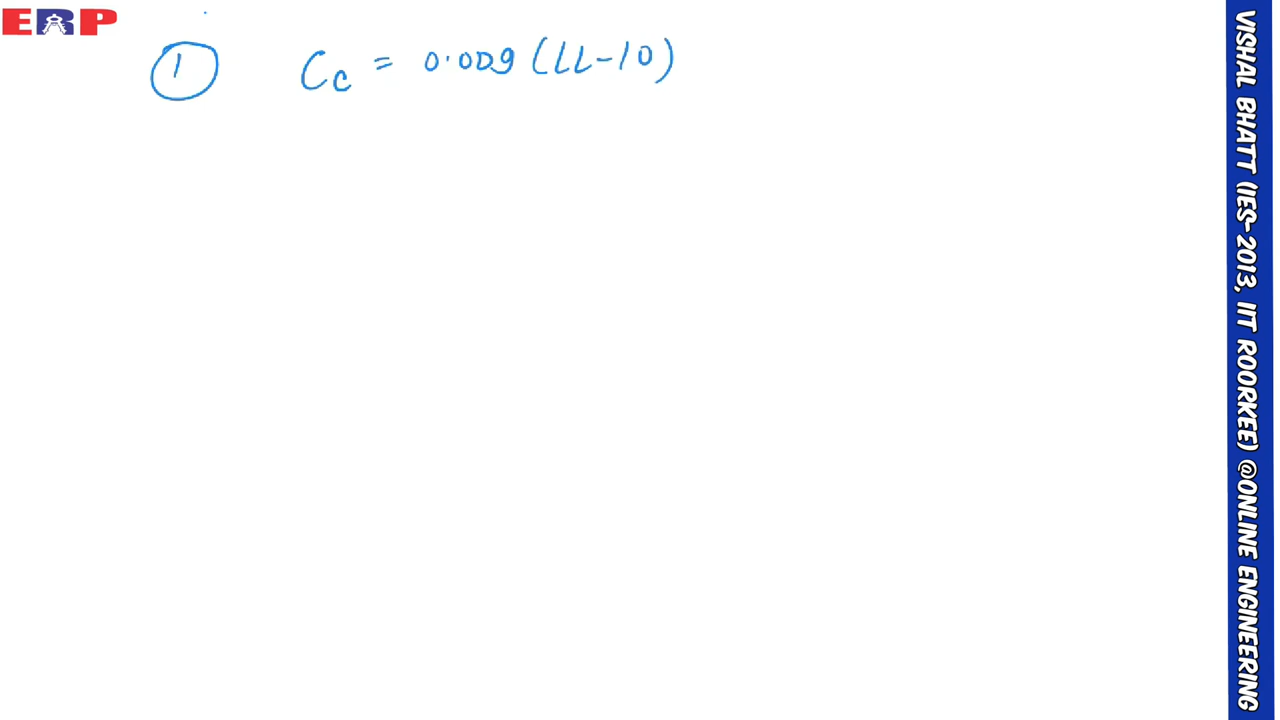 ERP
① Cc = 0.009 (LL-10)
VISHAL BHATT (IES-2013, IIT ROORKEE) @ONLINE ENGINEERING